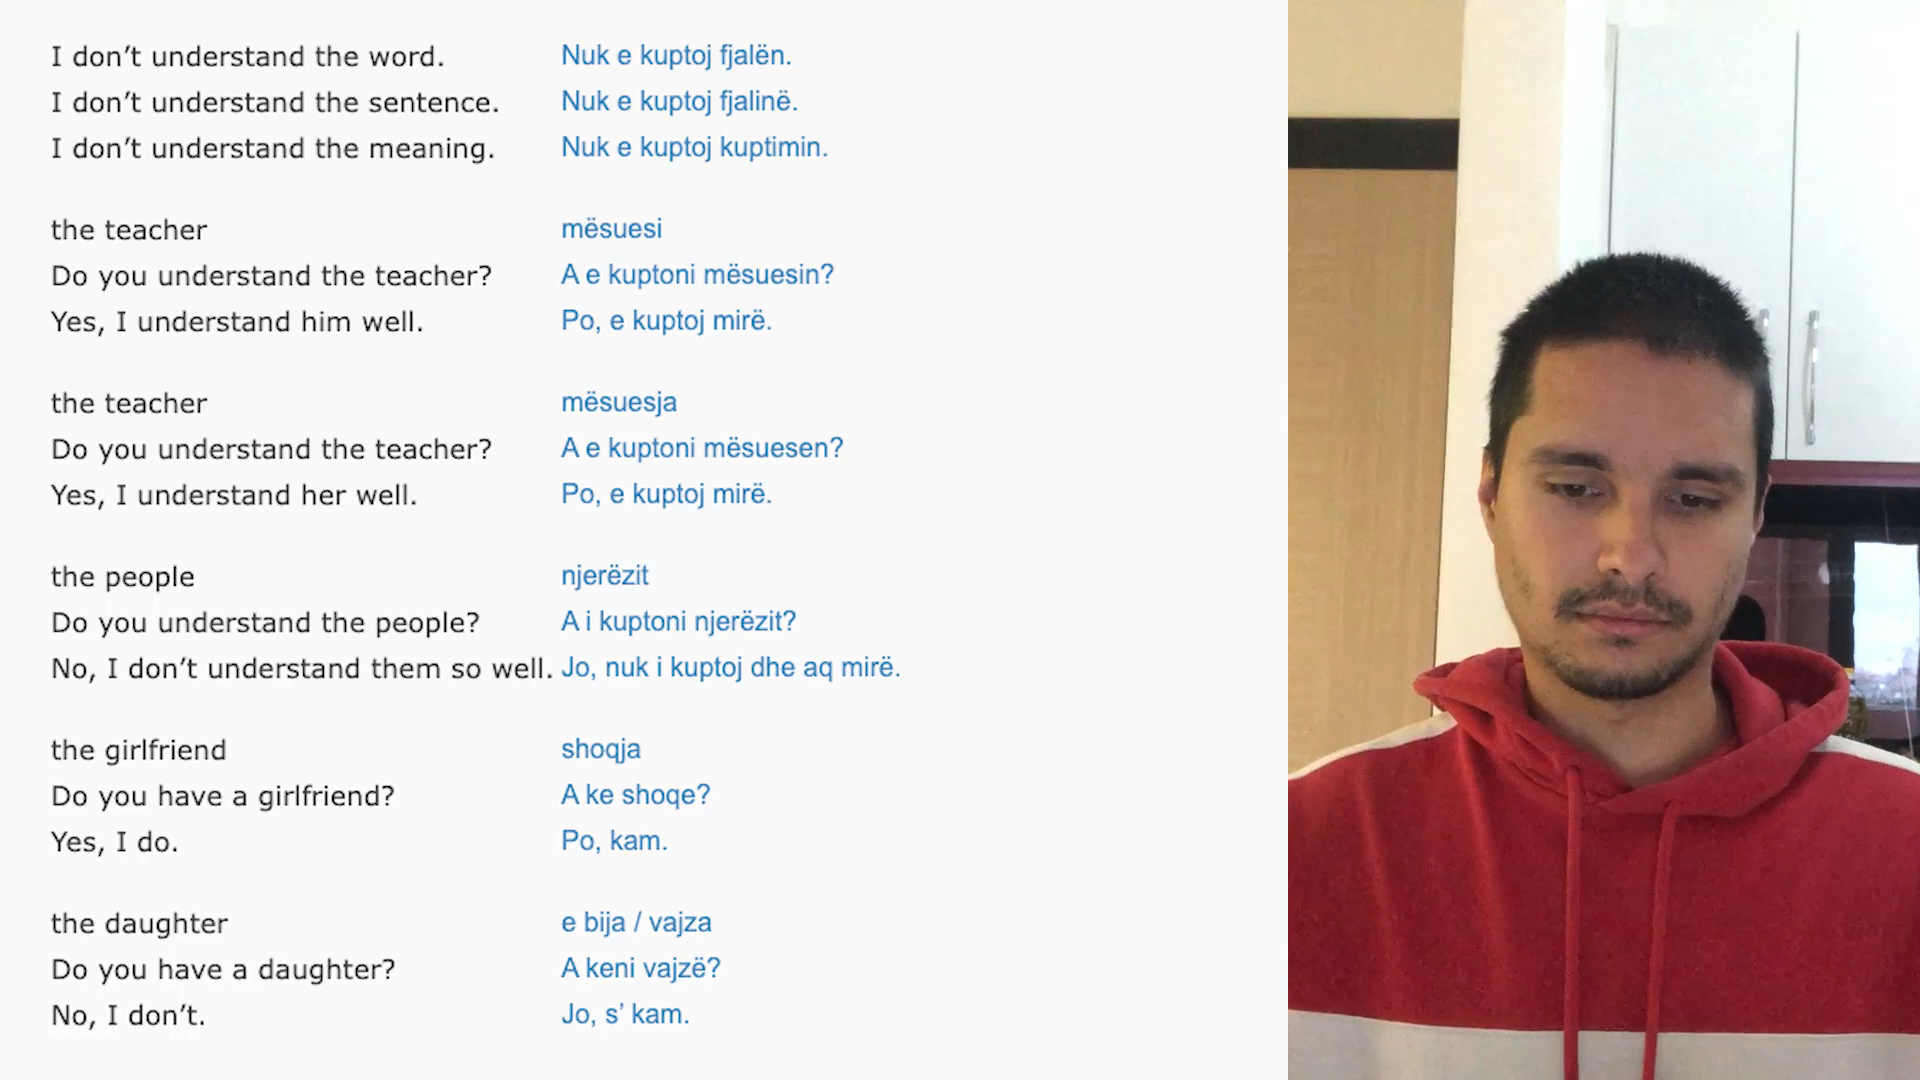 I don’t understand the word. Nuk e kuptoj fjalën.
I don’t understand the sentence. Nuk e kuptoj fjalinë.
I don’t understand the meaning. Nuk e kuptoj kuptimin.
the teacher mësuesi
Do you understand the teacher? A e kuptoni mësuesin?
Yes, I understand him well. Po, e kuptoj mirë.
the teacher mësuesja
Do you understand the teacher? A e kuptoni mësuesen?
Yes, I understand her well. Po, e kuptoj mirë.
the people njerëzit
Do you understand the people? A i kuptoni njerëzit?
No, I don’t understand them so well. Jo, nuk i kuptoj dhe aq mirë.
the girlfriend shoqja
Do you have a girlfriend? A ke shoqe?
Yes, I do. Po, kam.
the daughter e bija / vajza
Do you have a daughter? A keni vajzë?
No, I don’t. Jo, s’ kam.